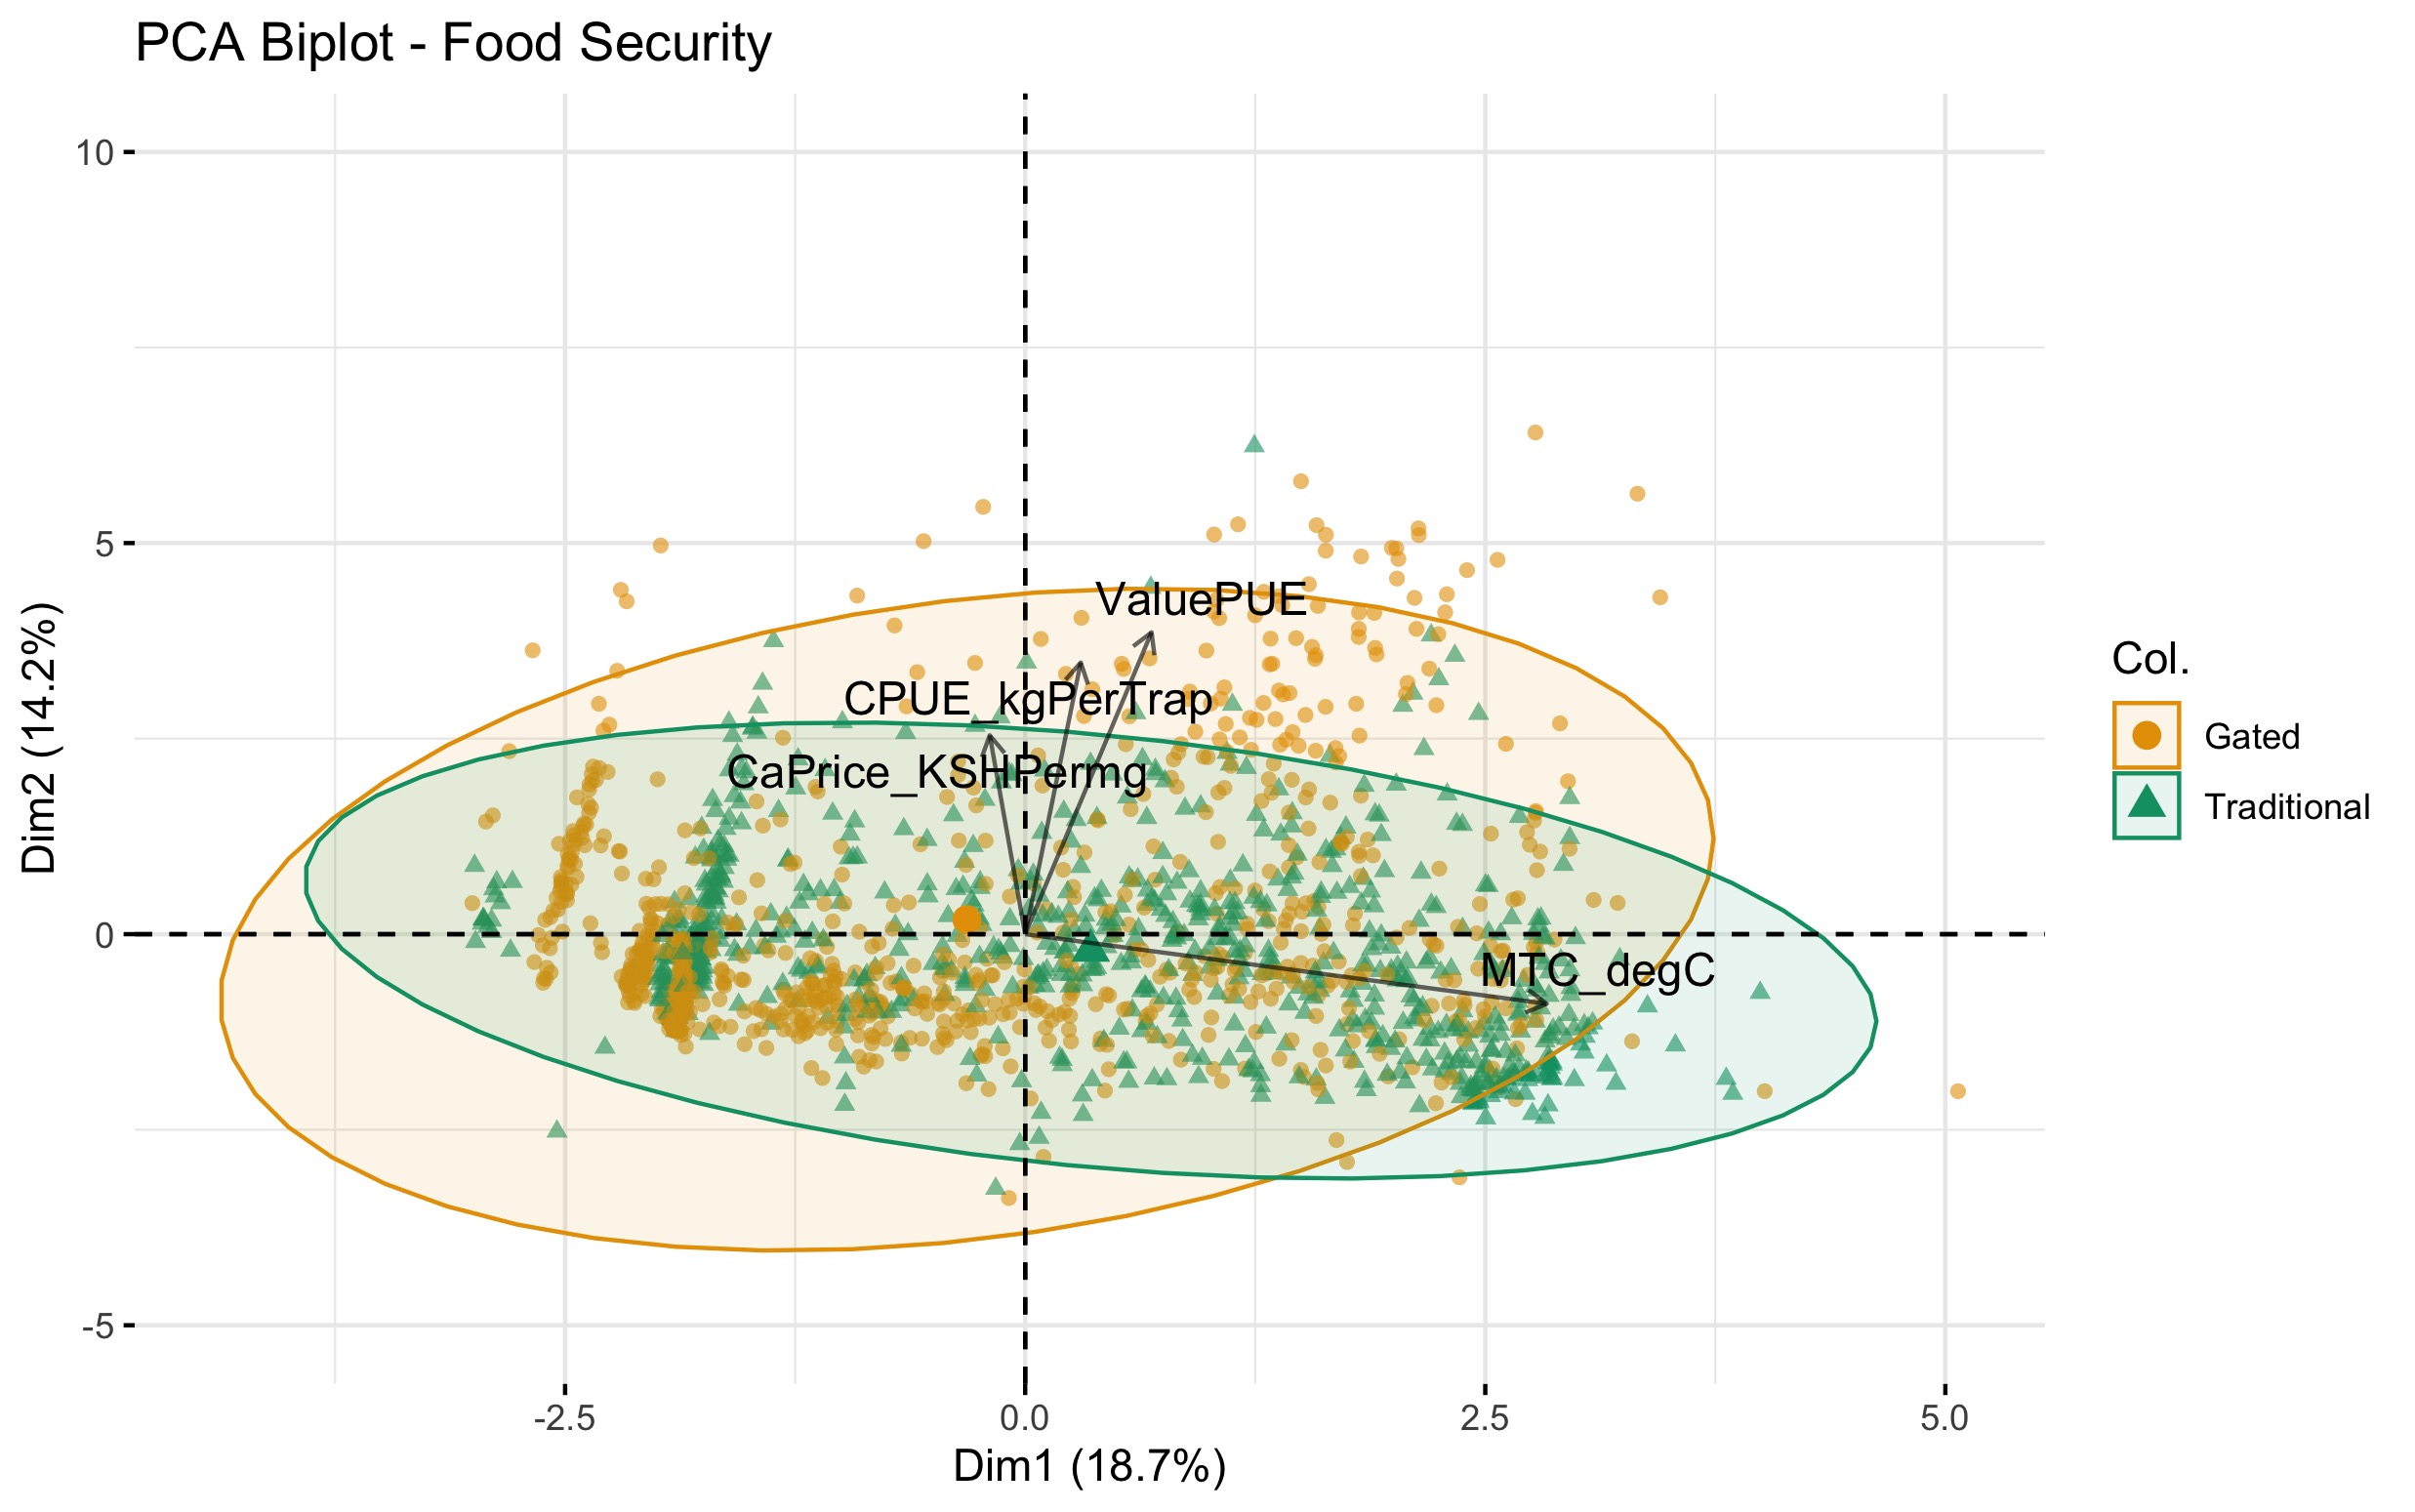 PCA Biplot - Food Security
10
5
0
-5
Dim2 (14.2%)
ValuePUE
CPUE_kgPerTrap
CaPrice_KSHPermg
MTC_degC
-2.5
0.0
2.5
5.0
Dim1 (18.7%)
Col.
Gated
Traditional